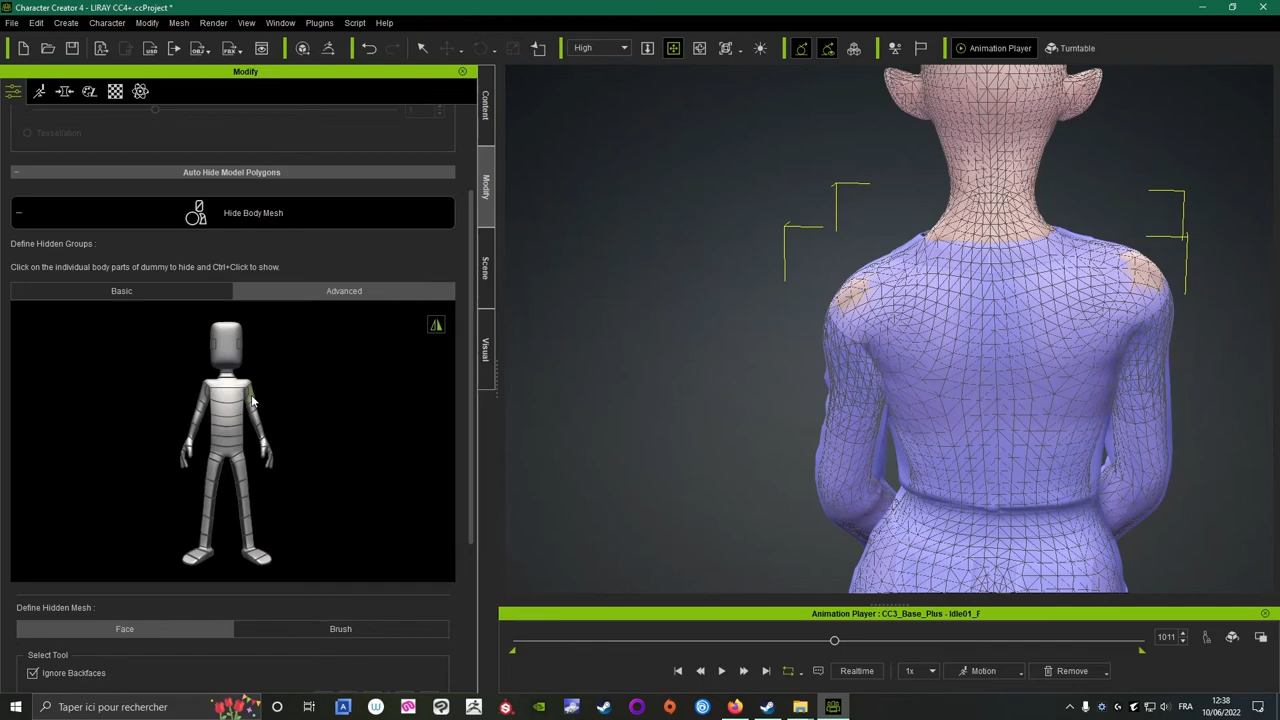 Character Creator 4 - LIRAY CC4+.ccProject *
File Edit Create Character Modify Mesh Render View Window Plugins Script Help
High Animation Player Turntable
Modify
Content
Modify
Scene
Visual
1
Tessallation
Auto Hide Model Polygons
Hide Body Mesh
Define Hidden Groups :
Click on the individual body parts of dummy to hide and Ctrl+Click to show.
Basic Advanced
Define Hidden Mesh :
Face Brush
Select Tool
Ignore Backfaces
Animation Player : CC3_Base_Plus - Idle01_F
1011
Realtime 1x Motion Remove
Taper ici pour rechercher
FRA
12:38
10/06/2022